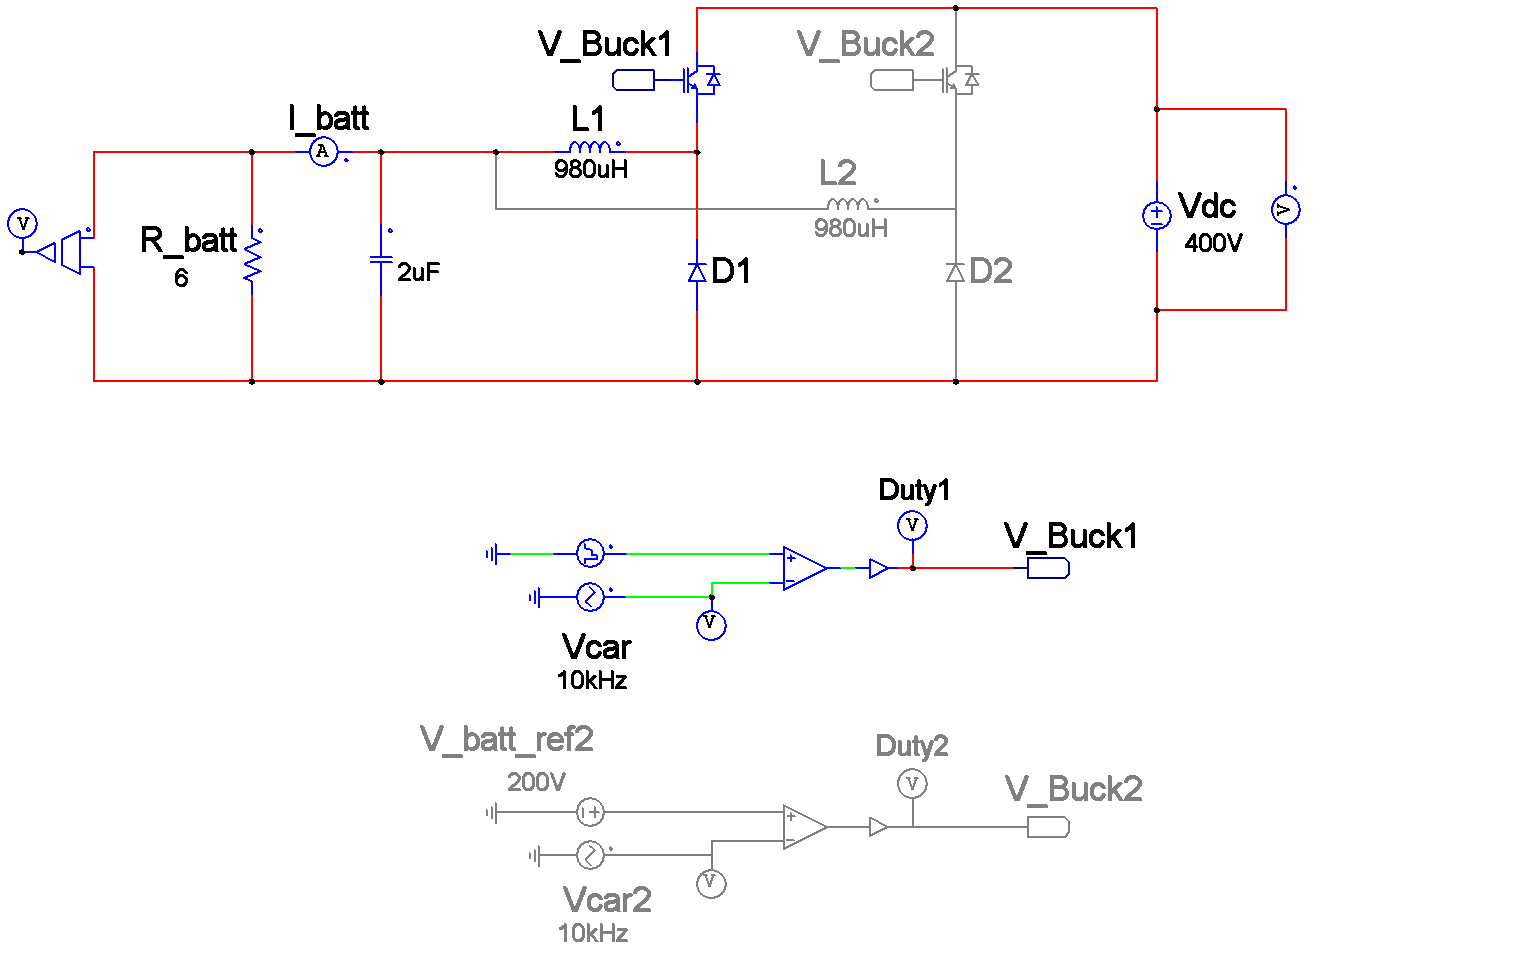 V_Buck1
V_Buck2
I_batt
A
L1
980uH
L2
980uH
V
R_batt
6
2uF
D1
D2
Vdc
400V
V
Duty1
V
V_Buck1
V
Vcar
10kHz
V_batt_ref2
200V
Duty2
V
V_Buck2
V
Vcar2
10kHz